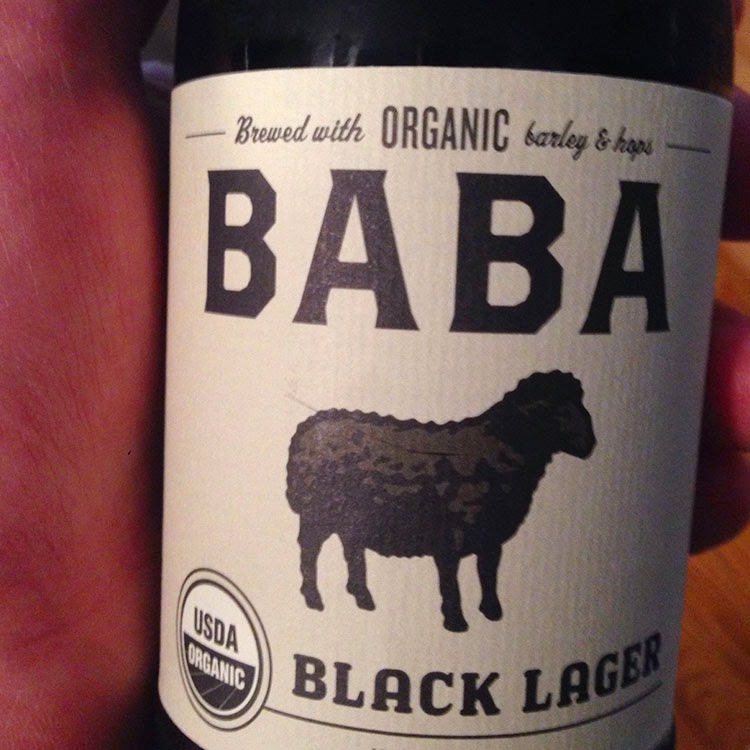 Brewed with ORGANIC barley & hops
BABA
USDA
ORGANIC
BLACK LAGER